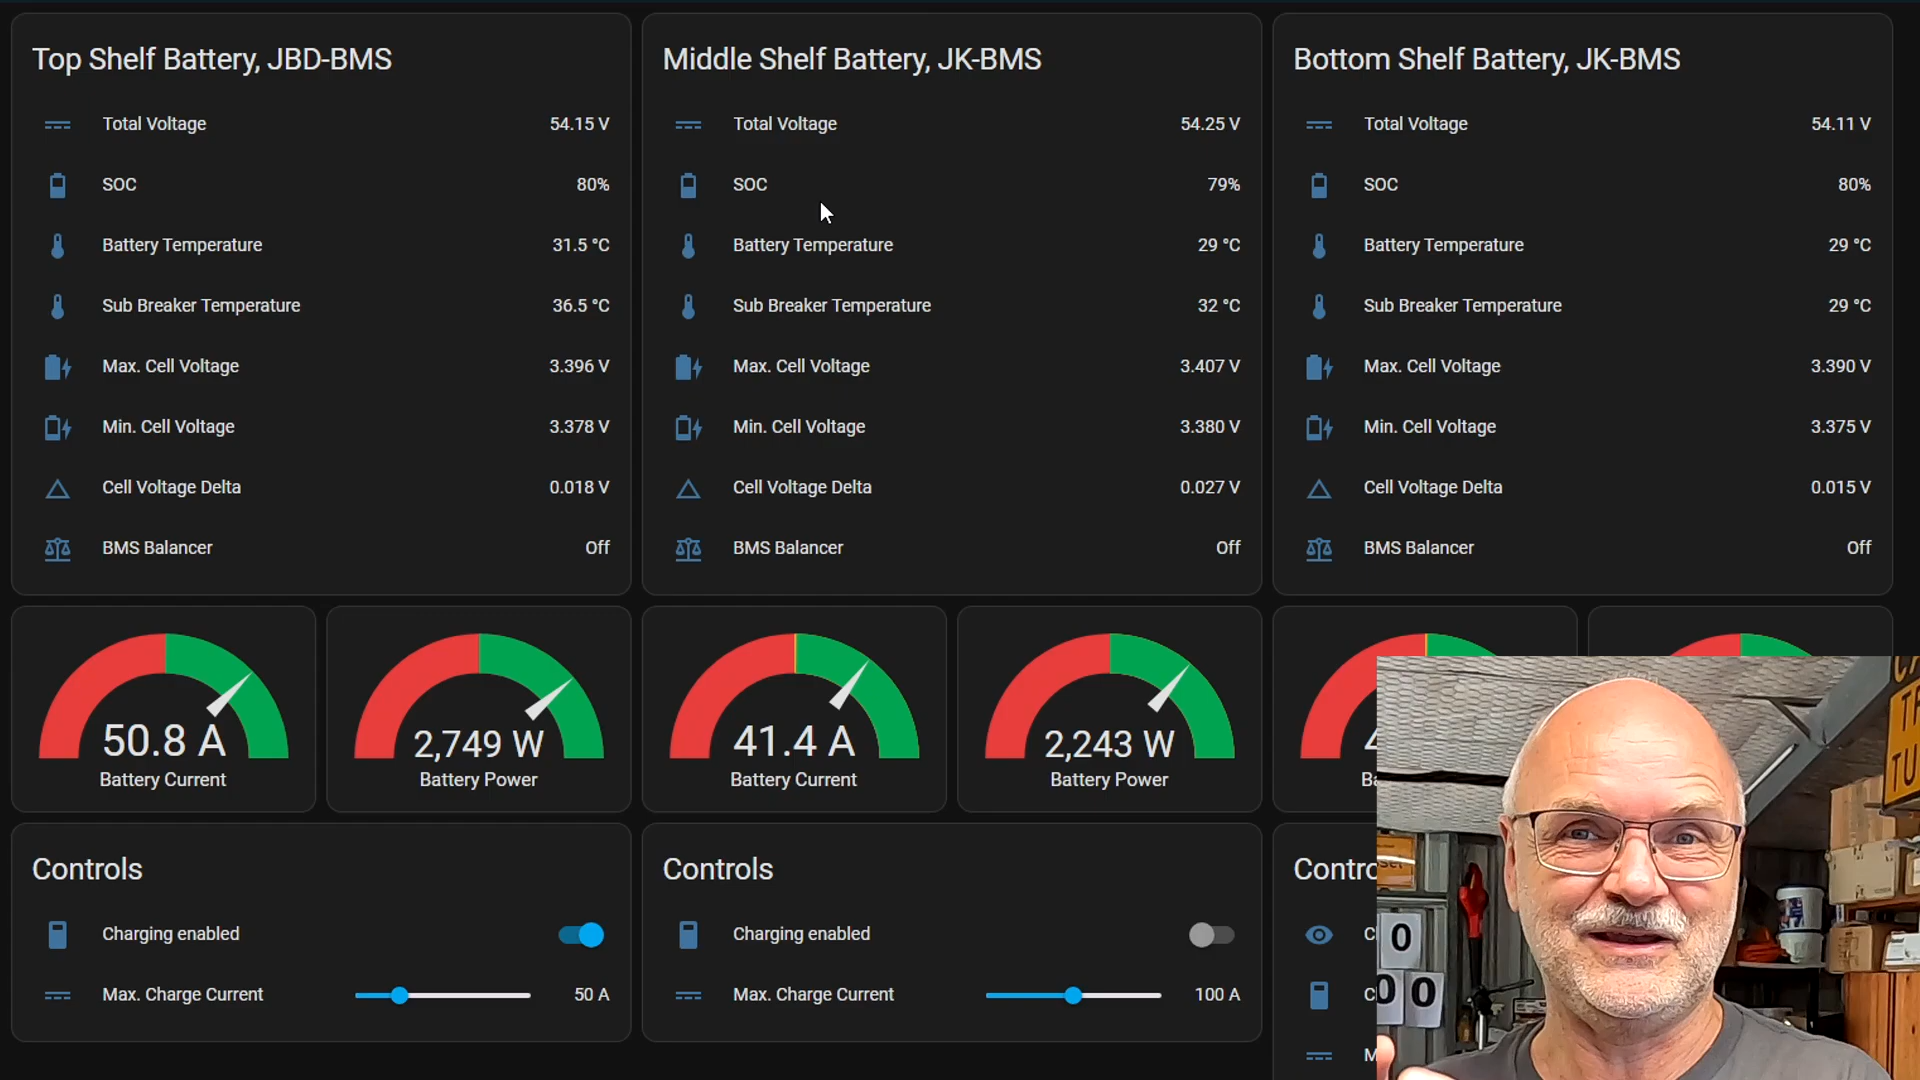 Top Shelf Battery, JBD-BMS
Total Voltage 54.15 V
SOC 80%
Battery Temperature 31.5 °C
Sub Breaker Temperature 36.5 °C
Max. Cell Voltage 3.396 V
Min. Cell Voltage 3.378 V
Cell Voltage Delta 0.018 V
BMS Balancer Off
50.8 A
Battery Current
2,749 W
Battery Power
Controls
Charging enabled
Max. Charge Current 50 A
Middle Shelf Battery, JK-BMS
Total Voltage 54.25 V
SOC 79%
Battery Temperature 29 °C
Sub Breaker Temperature 32 °C
Max. Cell Voltage 3.407 V
Min. Cell Voltage 3.380 V
Cell Voltage Delta 0.027 V
BMS Balancer Off
41.4 A
Battery Current
2,243 W
Battery Power
Controls
Charging enabled
Max. Charge Current 100 A
Bottom Shelf Battery, JK-BMS
Total Voltage 54.11 V
SOC 80%
Battery Temperature 29 °C
Sub Breaker Temperature 29 °C
Max. Cell Voltage 3.390 V
Min. Cell Voltage 3.375 V
Cell Voltage Delta 0.015 V
BMS Balancer Off
0
0 0